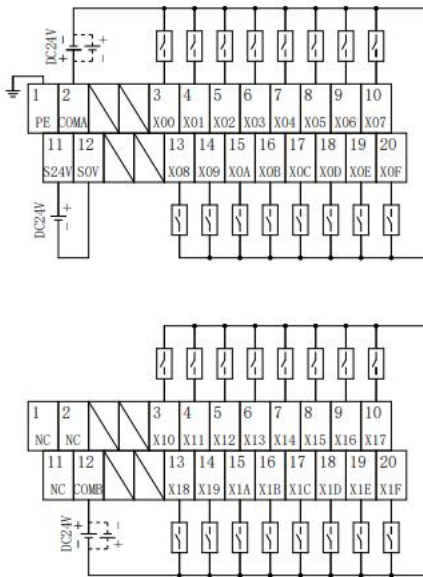 DC24V
- + - +
1 2 3 4 5 6 7 8 9 10
PE COMA X00 X01 X02 X03 X04 X05 X06 X07
11 12 13 14 15 16 17 18 19 20
S24V SOV X08 X09 X0A X0B X0C X0D X0E X0F
DC24V
+ -
1 2 3 4 5 6 7 8 9 10
NC NC X10 X11 X12 X13 X14 X15 X16 X17
11 12 13 14 15 16 17 18 19 20
NC COMB X18 X19 X1A X1B X1C X1D X1E X1F
DC24V
+ - - +